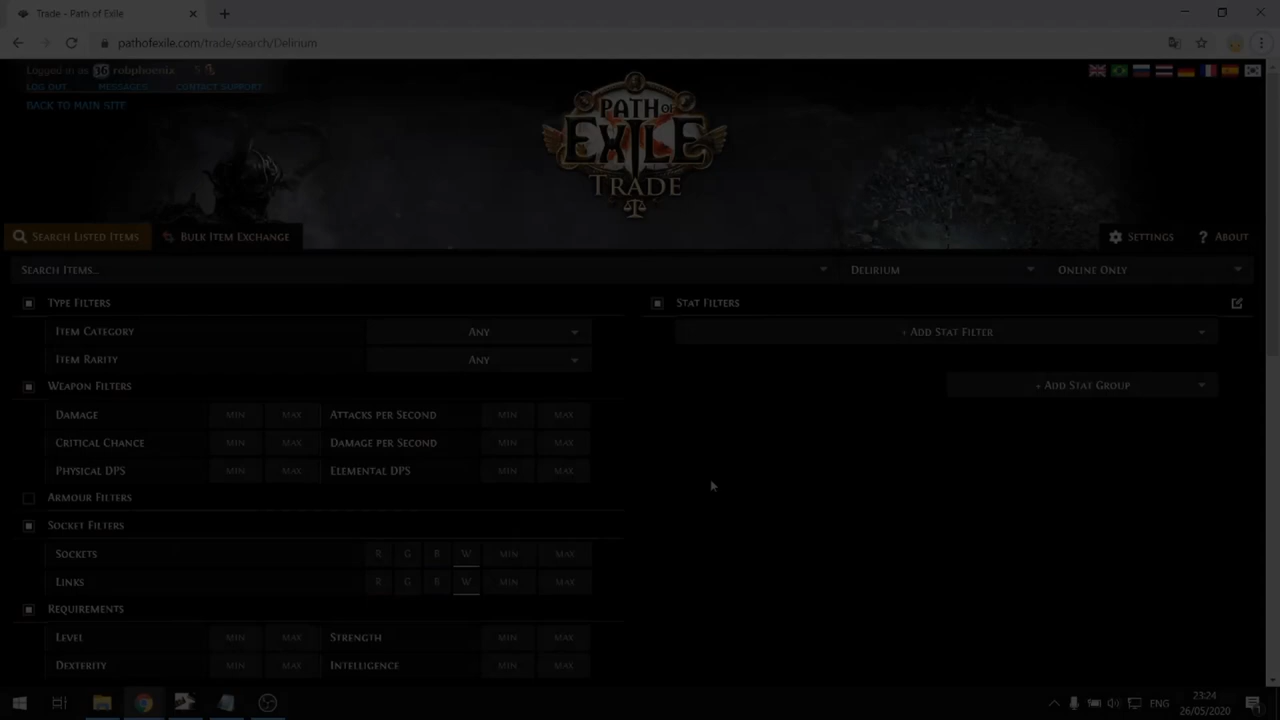 Trade - Path of Exile
pathofexile.com/trade/search/Delirium
Logged in as 36 robphoenix 5
LOG OUT MESSAGES CONTACT SUPPORT
BACK TO MAIN SITE
PATH OF
EXILE
TRADE
SEARCH LISTED ITEMS BULK ITEM EXCHANGE SETTINGS ? ABOUT
SEARCH ITEMS... DELIRIUM ONLINE ONLY
TYPE FILTERS STAT FILTERS
ITEM CATEGORY ANY + ADD STAT FILTER
ITEM RARITY ANY
WEAPON FILTERS + ADD STAT GROUP
DAMAGE MIN MAX ATTACKS PER SECOND MIN MAX
CRITICAL CHANCE MIN MAX DAMAGE PER SECOND MIN MAX
PHYSICAL DPS MIN MAX ELEMENTAL DPS MIN MAX
ARMOUR FILTERS
SOCKET FILTERS
SOCKETS R G B W MIN MAX
LINKS R G B W MIN MAX
REQUIREMENTS
LEVEL MIN MAX STRENGTH MIN MAX
DEXTERITY MIN MAX INTELLIGENCE MIN MAX
ENG 23:24
26/05/2020